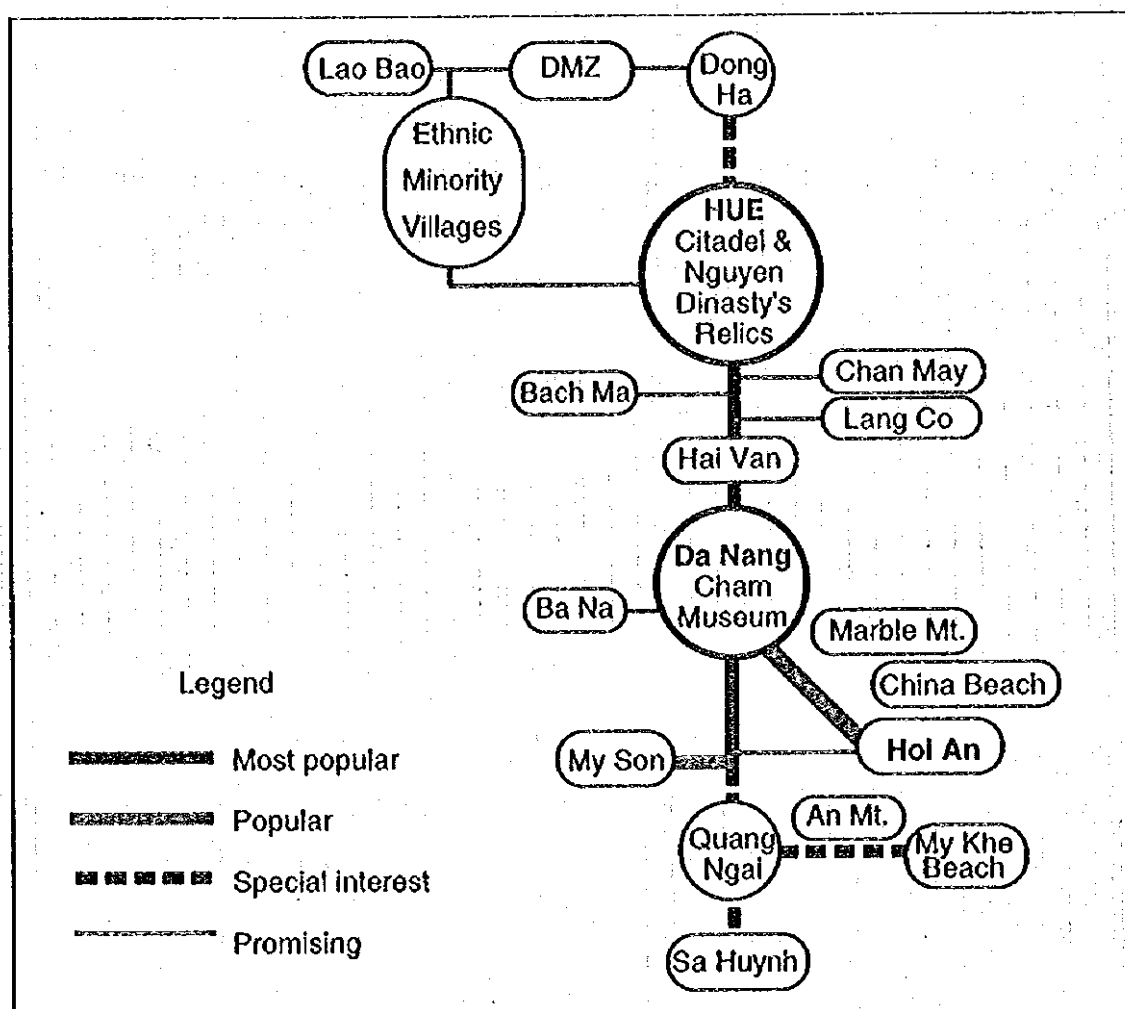 Lao Bao
DMZ
Dong
Ha
Ethnic
Minority
Villages
HUE
Citadel &
Nguyen
Dinasty's
Relics
Chan May
Bach Ma
Lang Co
Hai Van
Da Nang
Cham
Museum
Ba Na
Marble Mt.
China Beach
Hoi An
My Son
An Mt.
Quang
Ngai
My Khe
Beach
Sa Huynh
Legend
Most popular
Popular
Special interest
Promising